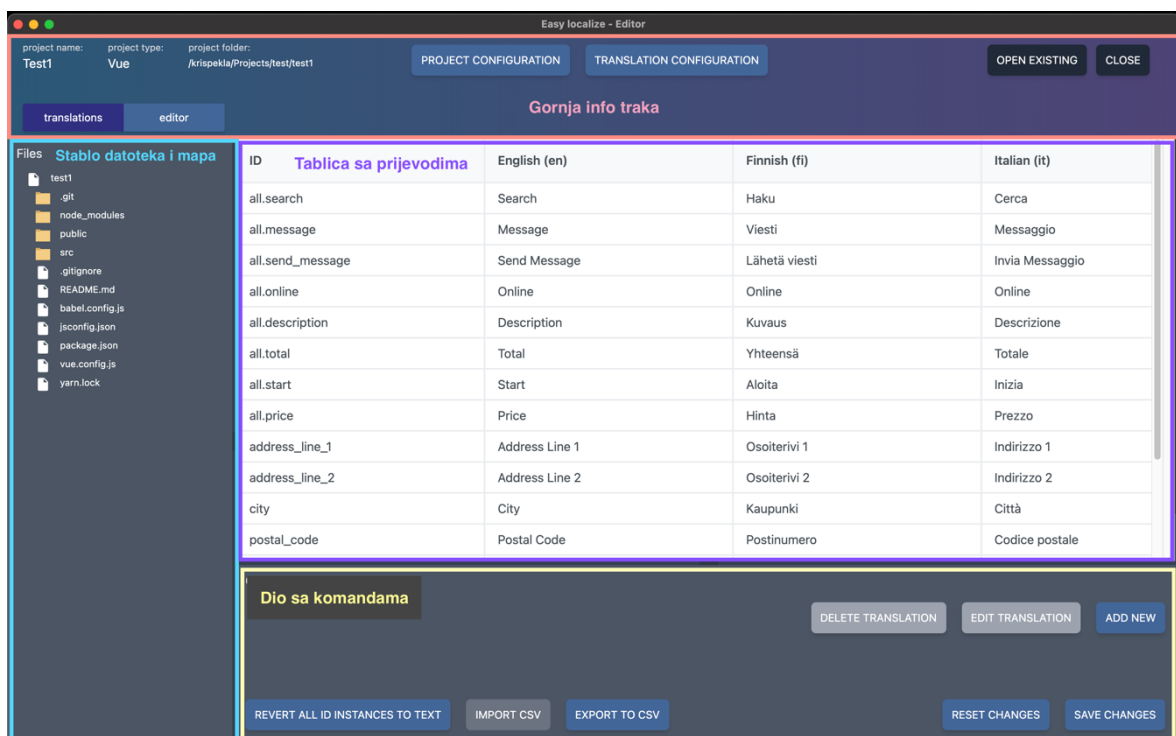 Easy localize - Editor
project name: project type: project folder:
Test1 Vue /krispekla/Projects/test/test1
PROJECT CONFIGURATION TRANSLATION CONFIGURATION
OPEN EXISTING CLOSE
Gornja info traka
translations editor
Files Stablo datoteka i mapa
test1
.git
node_modules
public
src
.gitignore
README.md
babel.config.js
jsconfig.json
package.json
vue.config.js
yarn.lock
ID Tablica sa prijevodima English (en) Finnish (fi) Italian (it)
all.search Search Haku Cerca
all.message Message Viesti Messaggio
all.send_message Send Message Lähetä viesti Invia Messaggio
all.online Online Online Online
all.description Description Kuvaus Descrizione
all.total Total Yhteensä Totale
all.start Start Aloita Inizia
all.price Price Hinta Prezzo
address_line_1 Address Line 1 Osoiterivi 1 Indirizzo 1
address_line_2 Address Line 2 Osoiterivi 2 Indirizzo 2
city City Kaupunki Città
postal_code Postal Code Postinumero Codice postale
Dio sa komandama
DELETE TRANSLATION EDIT TRANSLATION ADD NEW
REVERT ALL ID INSTANCES TO TEXT IMPORT CSV EXPORT TO CSV RESET CHANGES SAVE CHANGES